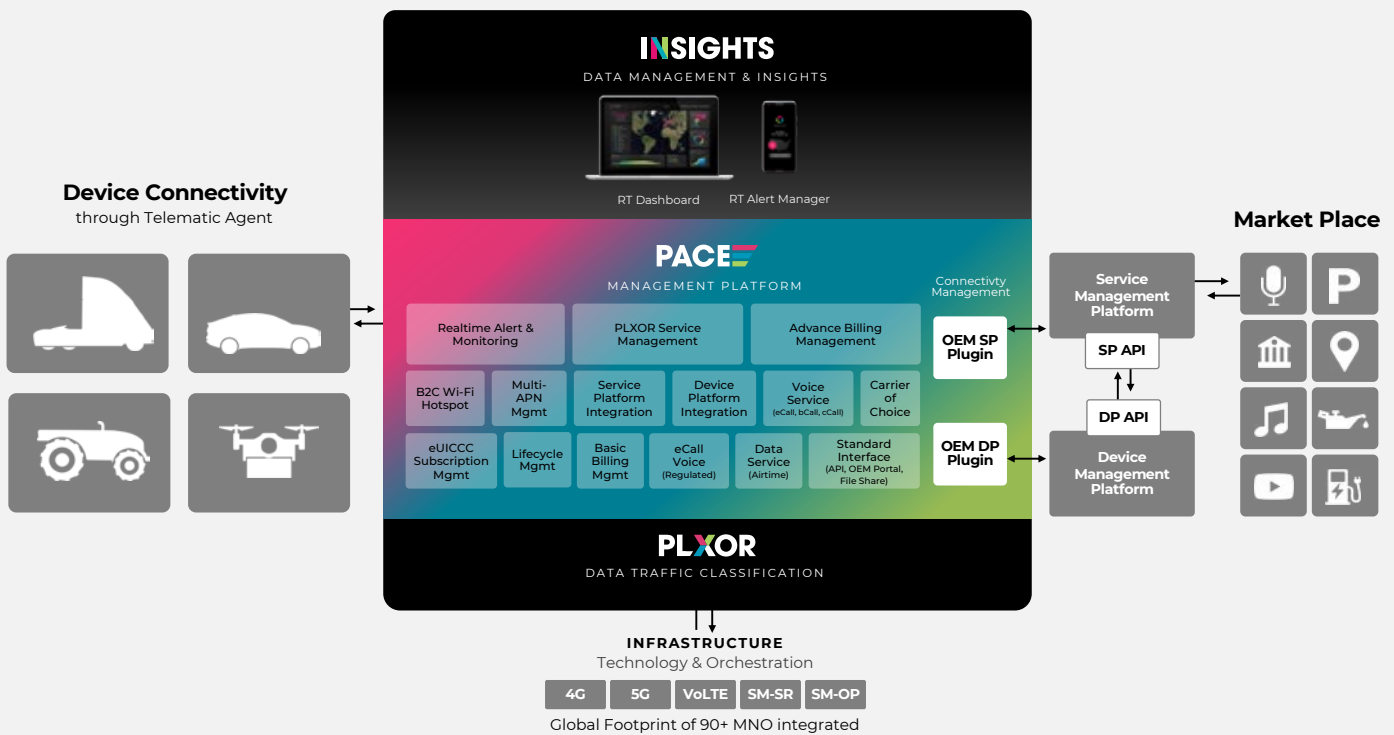 INSIGHTS
DATA MANAGEMENT & INSIGHTS
RT Dashboard
RT Alert Manager
Device Connectivity
through Telematic Agent
PACE
MANAGEMENT PLATFORM
Connectivty
Management
Realtime Alert &
Monitoring
PLXOR Service
Management
Advance Billing
Management
B2C Wi-Fi
Hotspot
Multi-
APN
Mgmt
Service
Platform
Integration
Device
Platform
Integration
Voice
Service
(eCall, bCall, cCall)
Carrier
of
Choice
eUICCC
Subscription
Mgmt
Lifecycle
Mgmt
Basic
Billing
Mgmt
eCall
Voice
(Regulated)
Data
Service
(Airtime)
Standard
Interface
(API, OEM Portal,
File Share)
OEM SP
Plugin
OEM DP
Plugin
Service
Management
Platform
SP API
DP API
Device
Management
Platform
Market Place
P
PLXOR
DATA TRAFFIC CLASSIFICATION
INFRASTRUCTURE
Technology & Orchestration
4G
5G
VoLTE
SM-SR
SM-OP
Global Footprint of 90+ MNO integrated